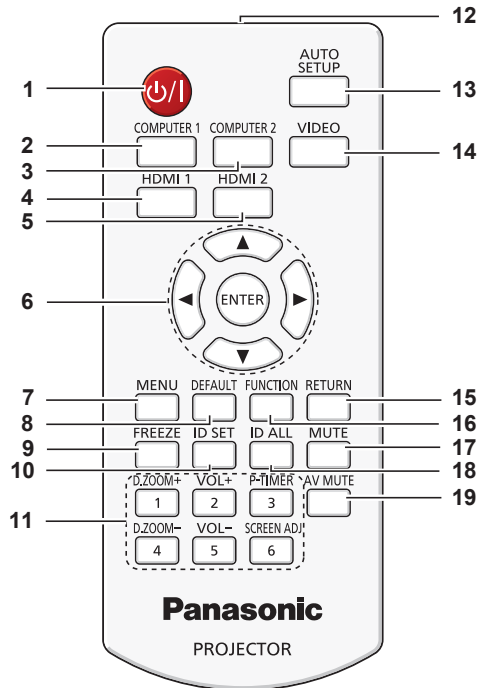 12
AUTO
SETUP
1
13
COMPUTER 1 COMPUTER 2 VIDEO
2
14
3
HDMI 1 HDMI 2
4
5
6
ENTER
MENU DEFAULT FUNCTION RETURN
7
15
8
16
FREEZE ID SET ID ALL MUTE
9
17
10
18
D.ZOOM+ VOL+ P-TIMER AV MUTE
11
1 2 3
19
D.ZOOM- VOL- SCREEN ADJ
4 5 6
Panasonic
PROJECTOR